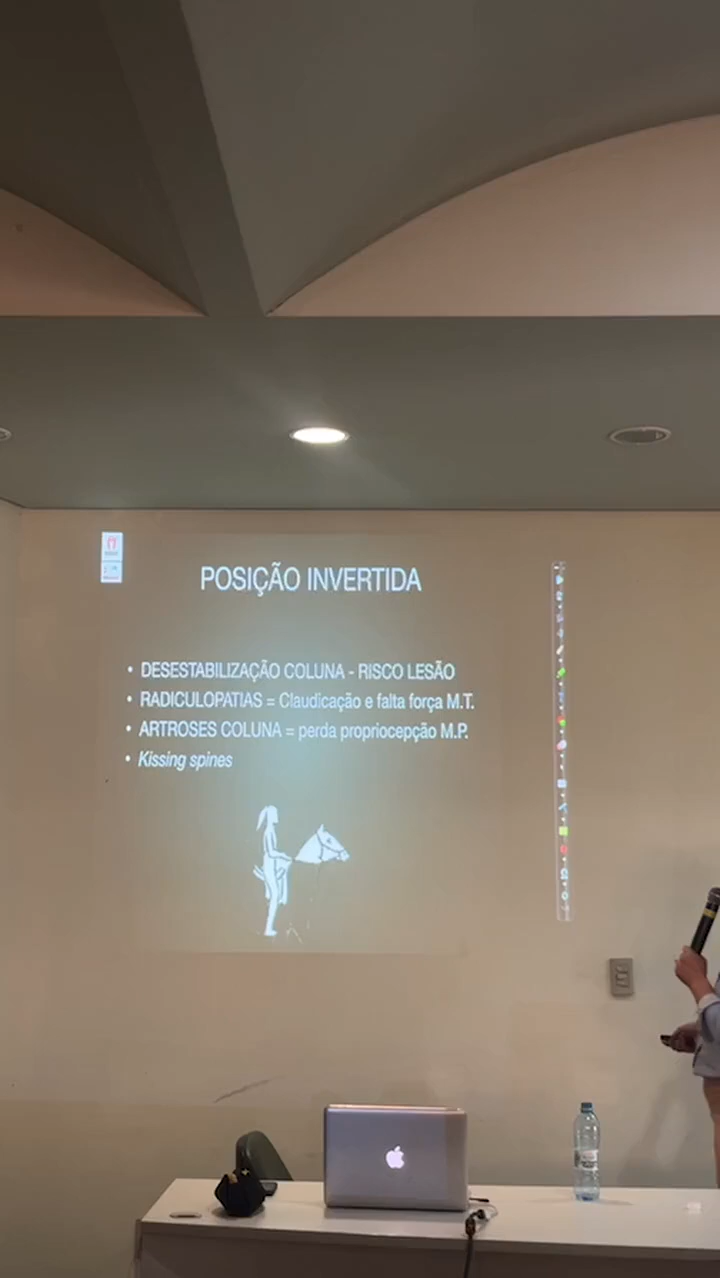 POSIÇÃO INVERTIDA
• DESESTABILIZAÇÃO COLUNA - RISCO LESÃO
• RADICULOPATIAS = Claudicação e falta força M.T.
• ARTROSES COLUNA = perda propriocepção M.P.
• Kissing spines